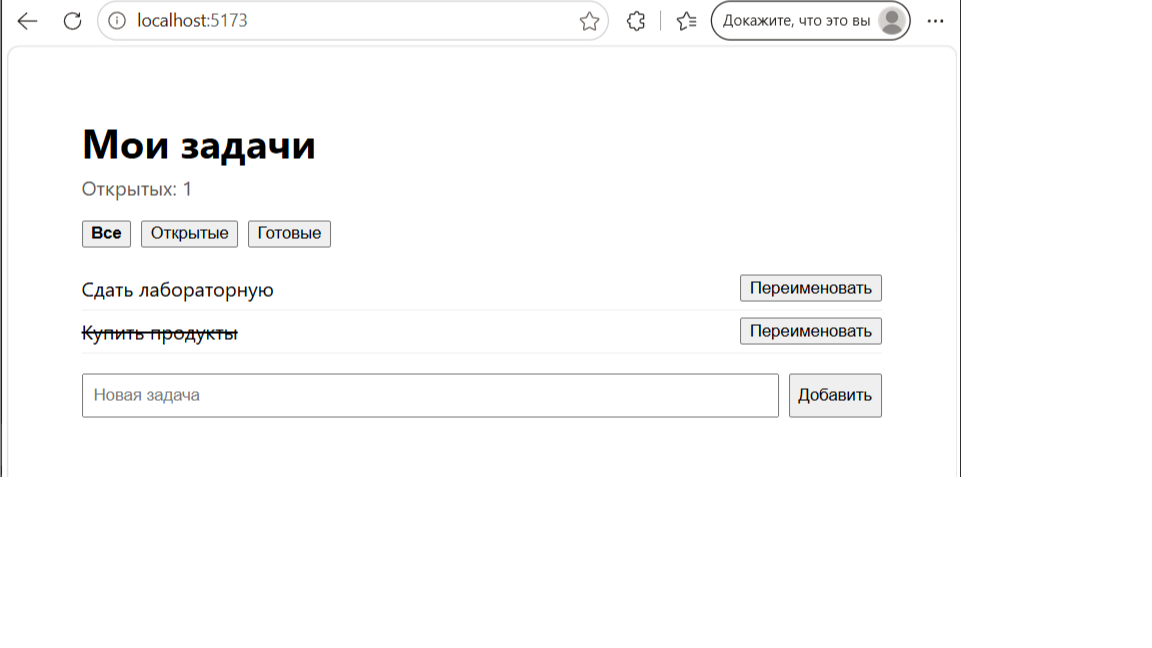 localhost:5173 Докажите, что это вы
Мои задачи
Открытых: 1
Все Открытые Готовые
Сдать лабораторную Переименовать
Купить продукты Переименовать
Новая задача Добавить